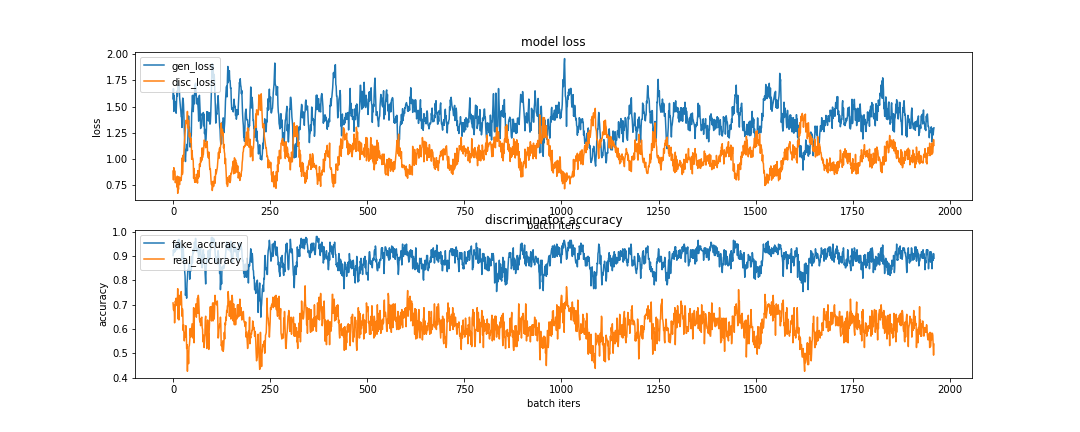 model loss
2.00
1.75
1.50
1.25
1.00
0.75
loss
gen_loss
disc_loss
0 250 500 750 1000 1250 1500 1750 2000
batch iters
discriminator accuracy
1.0
0.9
0.8
0.7
0.6
0.5
0.4
accuracy
fake_accuracy
real_accuracy
0 250 500 750 1000 1250 1500 1750 2000
batch iters